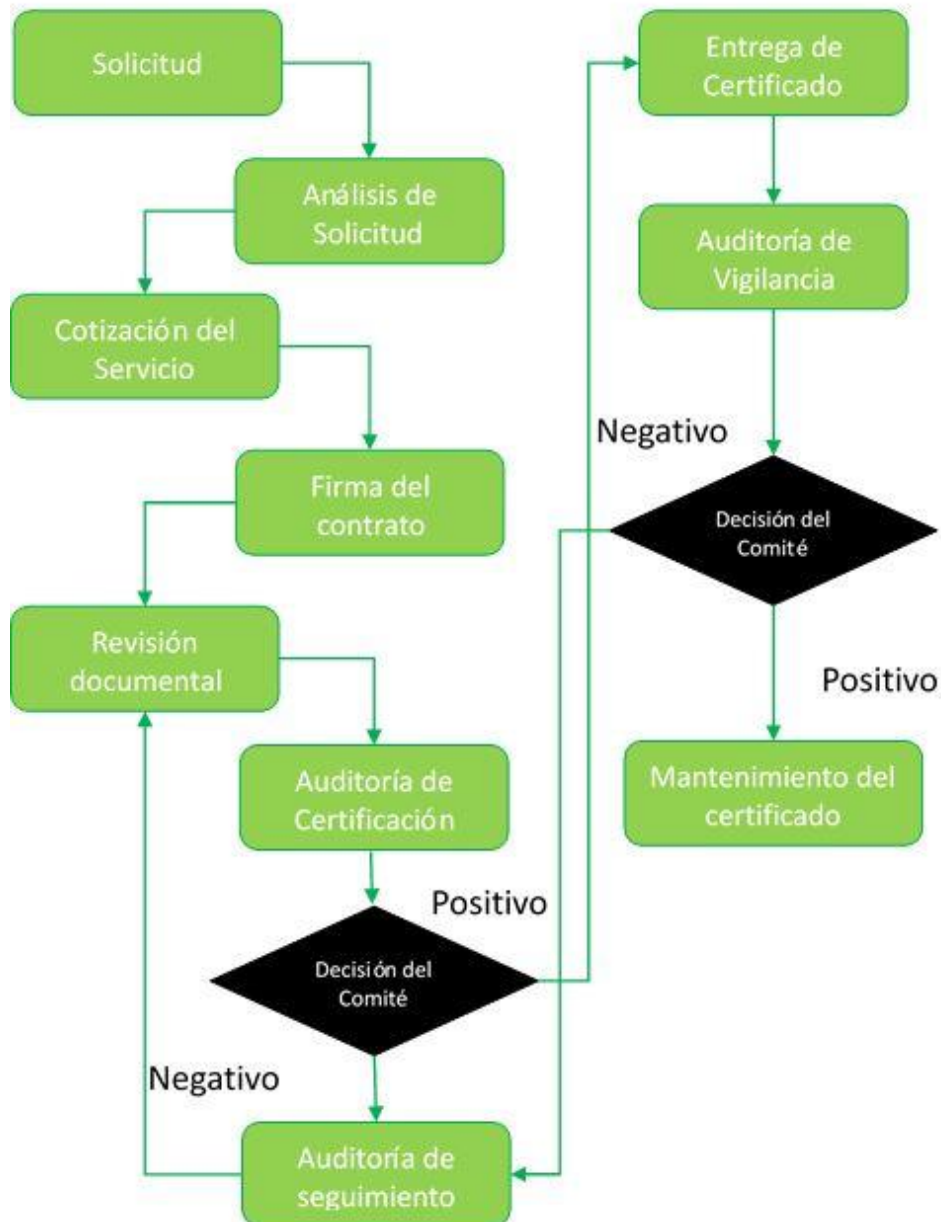 Solicitud
Análisis de
Solicitud
Cotización del
Servicio
Firma del
contrato
Revisión
documental
Auditoría de
Certificación
Positivo
Decisión del
Comité
Negativo
Auditoría de
seguimiento
Entrega de
Certificado
Auditoría de
Vigilancia
Negativo
Decisión del
Comité
Positivo
Mantenimiento del
certificado